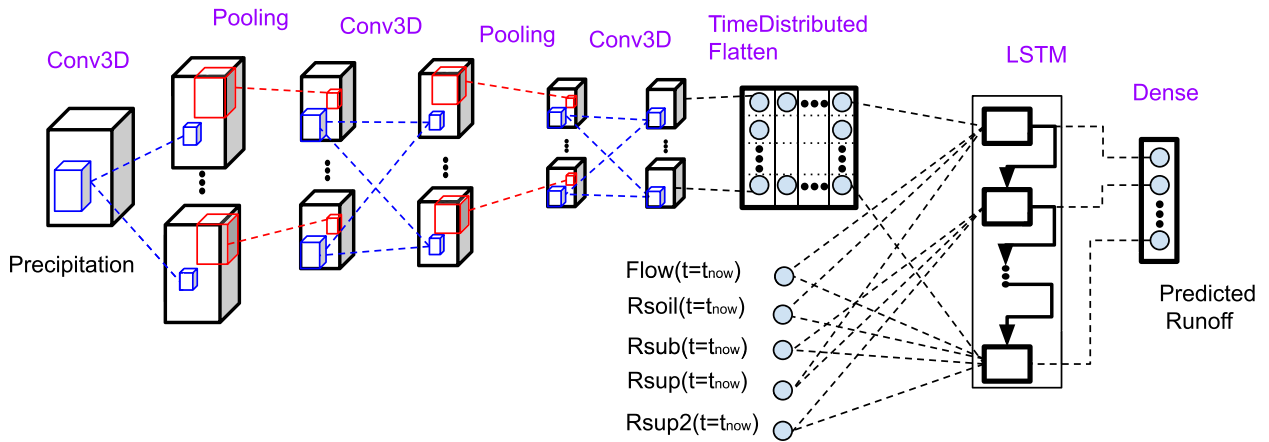 Conv3D
Pooling
Conv3D
Pooling
Conv3D
TimeDistributed
Flatten
LSTM
Dense
Precipitation
Flow(t=tnow)
Rsoil(t=tnow)
Rsub(t=tnow)
Rsup(t=tnow)
Rsup2(t=tnow)
Predicted
Runoff